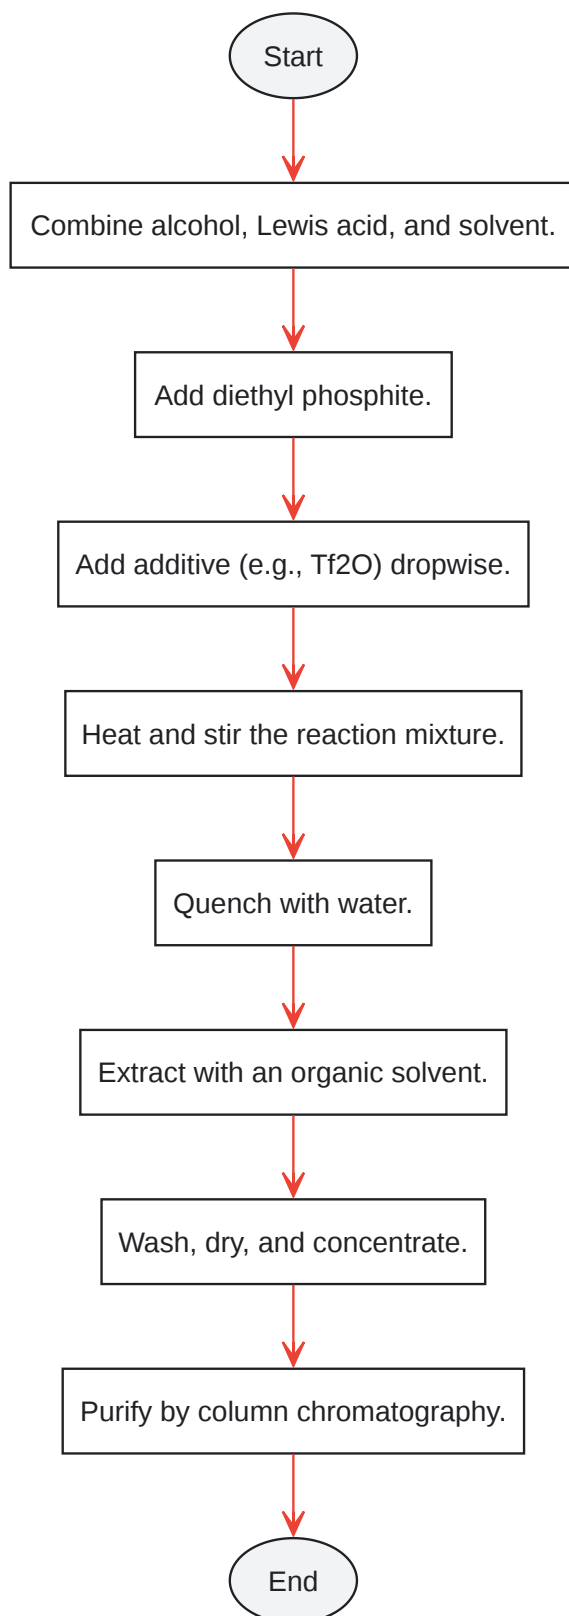 Start
Combine alcohol, Lewis acid, and solvent.
Add diethyl phosphite.
Add additive (e.g., Tf2O) dropwise.
Heat and stir the reaction mixture.
Quench with water.
Extract with an organic solvent.
Wash, dry, and concentrate.
Purify by column chromatography.
End